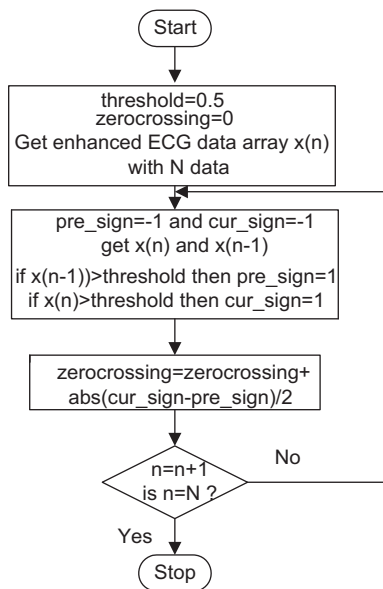 Start
threshold=0.5
zerocrossing=0
Get enhanced ECG data array x(n)
with N data
pre_sign=-1 and cur_sign=-1
get x(n) and x(n-1)
if x(n-1))>threshold then pre_sign=1
if x(n)>threshold then cur_sign=1
zerocrossing=zerocrossing+
abs(cur_sign-pre_sign)/2
n=n+1
is n=N ?
No
Yes
Stop